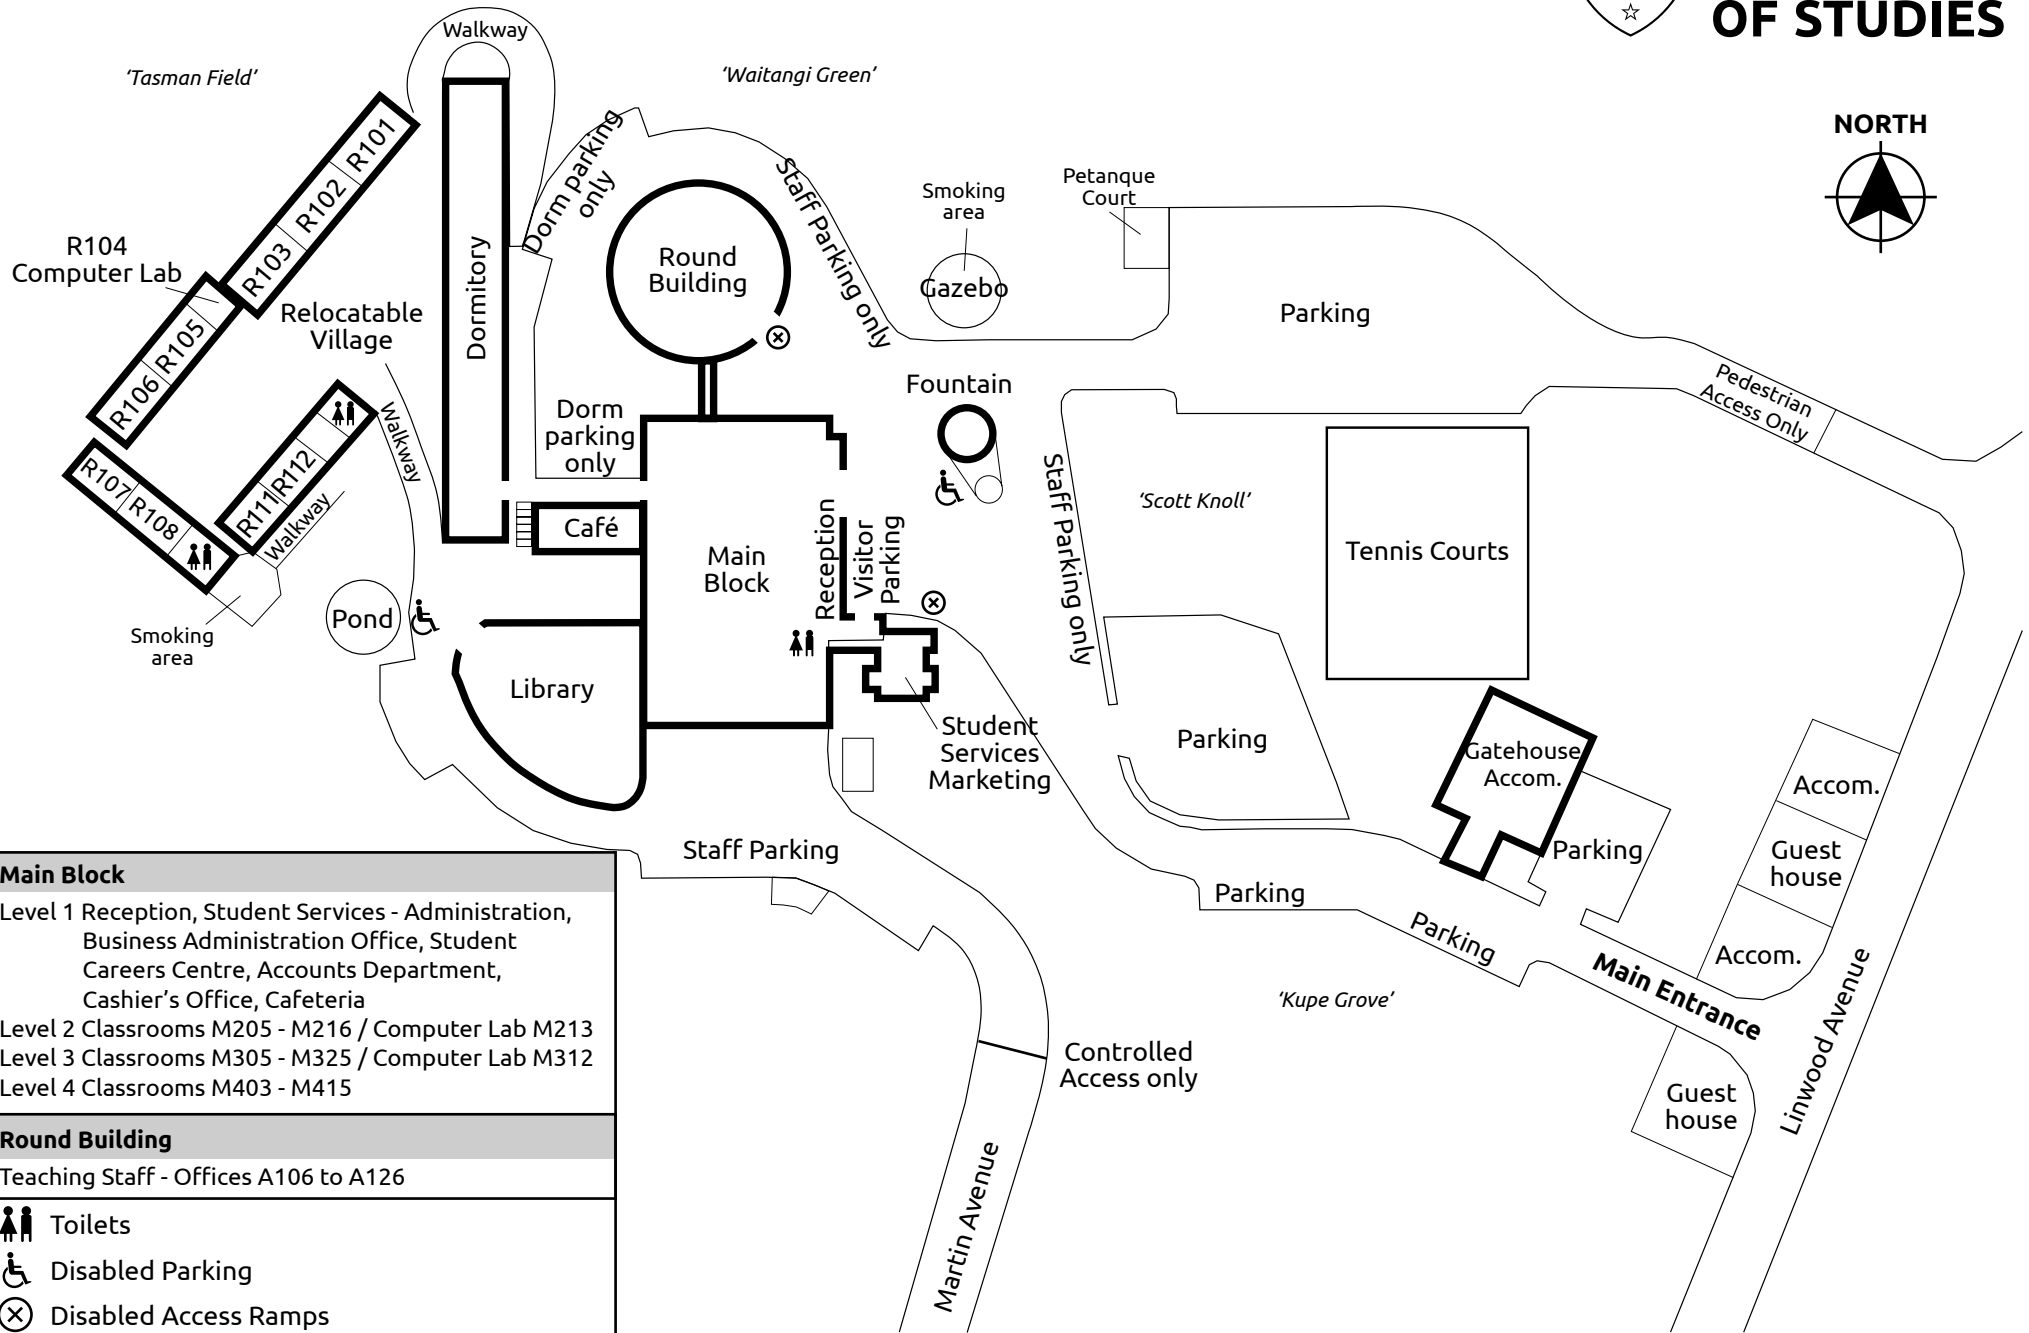 OF STUDIES
Walkway
'Tasman Field'
'Waitangi Green'
NORTH
R101
R102
R103
Dorm parking
only
Staff Parking only
Smoking
area
Petanque
Court
R104
Computer Lab
Round
Building
Gazebo
Dormitory
Relocatable
Village
Parking
R105
R106
Fountain
Pedestrian
Access Only
Walkway
Dorm
parking
only
R107
R108
R111
R112
Walkway
Café
Main
Block
Reception
Visitor
Parking
Staff Parking only
'Scott Knoll'
Tennis Courts
Pond
Smoking
area
Library
Student
Services
Marketing
Parking
Gatehouse
Accom.
Accom.
Staff Parking
Parking
Guest
house
Parking
Parking
Accom.
Main Entrance
Linwood Avenue
'Kupe Grove'
Controlled
Access only
Guest
house
Martin Avenue
Main Block
Level 1 Reception, Student Services - Administration,
Business Administration Office, Student
Careers Centre, Accounts Department,
Cashier's Office, Cafeteria
Level 2 Classrooms M205 - M216 / Computer Lab M213
Level 3 Classrooms M305 - M325 / Computer Lab M312
Level 4 Classrooms M403 - M415
Round Building
Teaching Staff - Offices A106 to A126
Toilets
Disabled Parking
Disabled Access Ramps